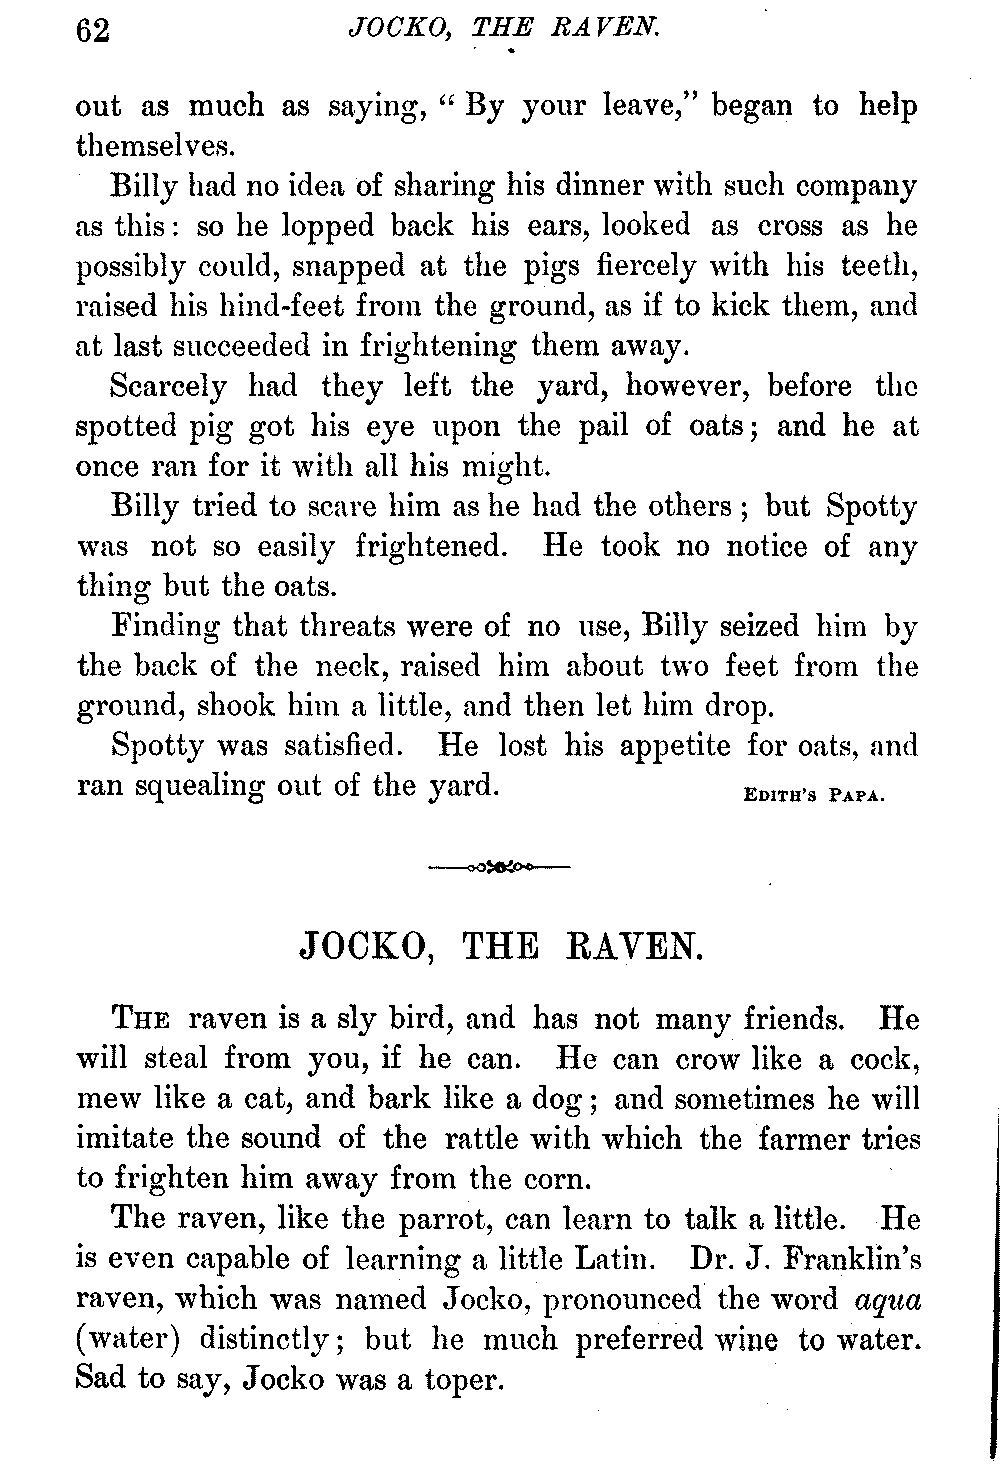 62 JOCKO, THE RAVEN.
out as much as saying, “ By your leave,” began to help
themselves.
Billy had no idea of sharing his dinner with such company
as this : so he lopped back his ears, looked as cross as he
possibly could, snapped at the pigs fiercely with his teeth,
raised his hind-feet from the ground, as if to kick them, and
at last succeeded in frightening them away.
Scarcely had they left the yard, however, before the
spotted pig got his eye upon the pail of oats ; and he at
once ran for it with all his might.
Billy tried to scare him as he had the others ; but Spotty
was not so easily frightened. He took no notice of any
thing but the oats.
Finding that threats were of no use, Billy seized him by
the back of the neck, raised him about two feet from the
ground, shook him a little, and then let him drop.
Spotty was satisfied. He lost his appetite for oats, and
ran squealing out of the yard. EDITH’S PAPA.
JOCKO, THE RAVEN.
THE raven is a sly bird, and has not many friends. He
will steal from you, if he can. He can crow like a cock,
mew like a cat, and bark like a dog ; and sometimes he will
imitate the sound of the rattle with which the farmer tries
to frighten him away from the corn.
The raven, like the parrot, can learn to talk a little. He
is even capable of learning a little Latin. Dr. J. Franklin’s
raven, which was named Jocko, pronounced the word aqua
(water) distinctly ; but he much preferred wine to water.
Sad to say, Jocko was a toper.